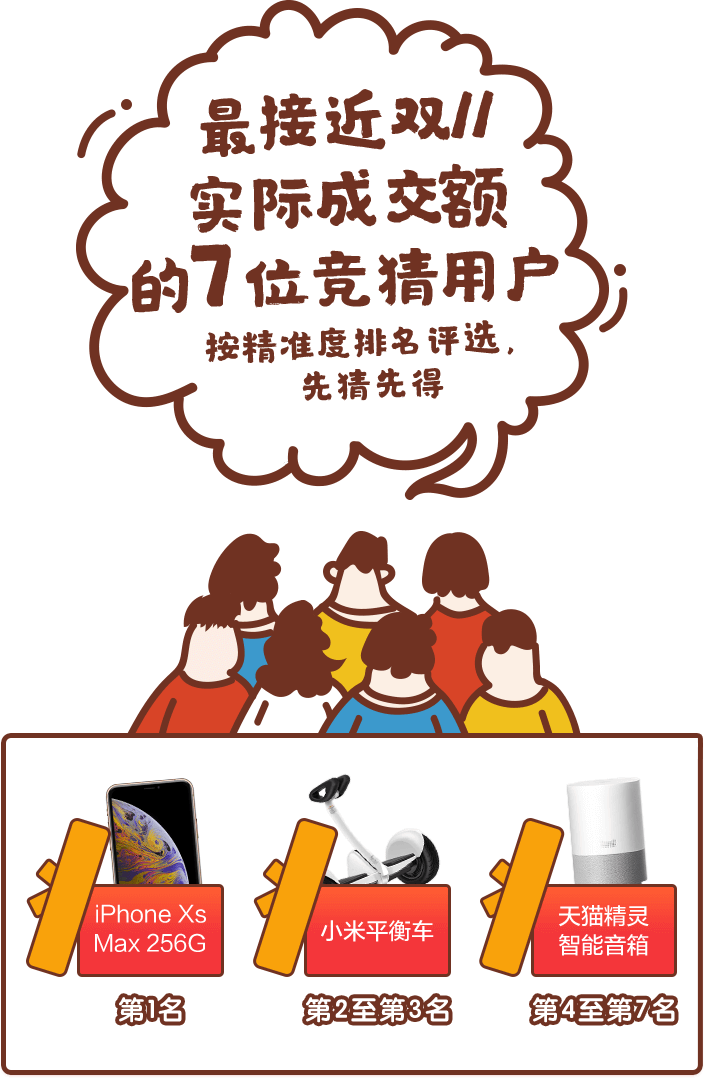 最接近双11
实际成交额
的7位竞猜用户
按精准度排名评选，
先猜先得
iPhone Xs
Max 256G
小米平衡车
天猫精灵
智能音箱
第1名
第2至第3名
第4至第7名